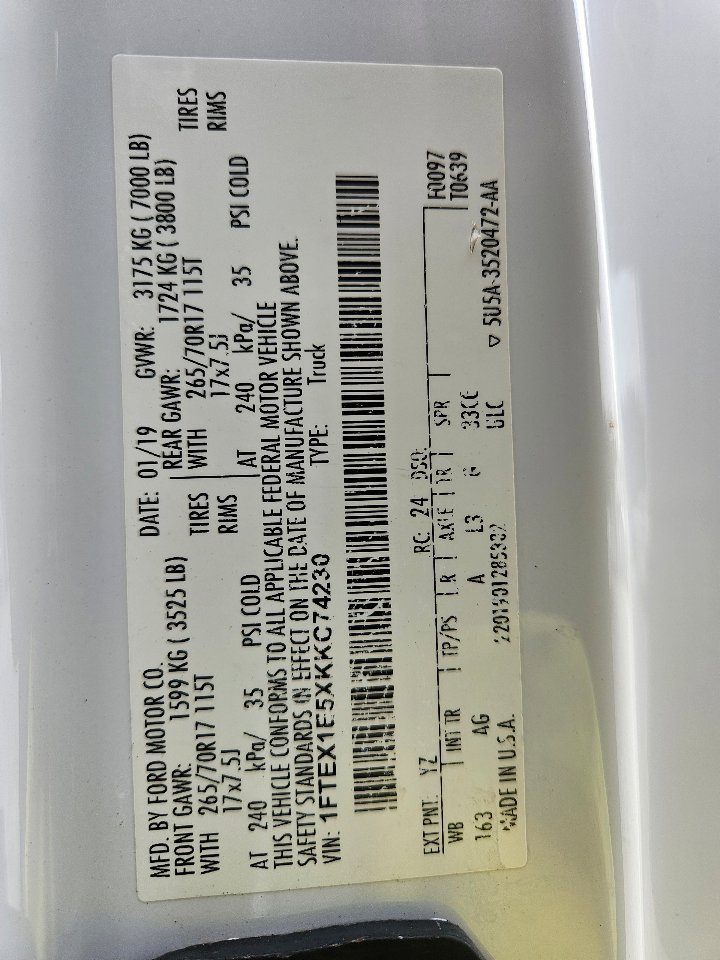 MFD. BY FORD MOTOR CO. DATE: 01/19 GVWR: 3175 KG ( 7000 LB)
FRONT GAWR: 1599 KG ( 3525 LB) REAR GAWR: 1724 KG ( 3800 LB)
WITH 265/70R17 115T TIRES WITH 265/70R17 115T TIRES
17x7.5J RIMS 17x7.5J RIMS
AT 240 kPa/ 35 PSI COLD AT 240 kPa/ 35 PSI COLD
THIS VEHICLE CONFORMS TO ALL APPLICABLE FEDERAL MOTOR VEHICLE
SAFETY STANDARDS IN EFFECT ON THE DATE OF MANUFACTURE SHOWN ABOVE.
VIN: 1FTEX1E5XKKC74230 TYPE: Truck
EXT PNT: YZ RC: 24 DSO: F0097
WB INT TR TP/PS R AXLE TR SPR T0639
163 4G A L3 33CC
MADE IN U.S.A. ▽ 5U5A-3520472-AA